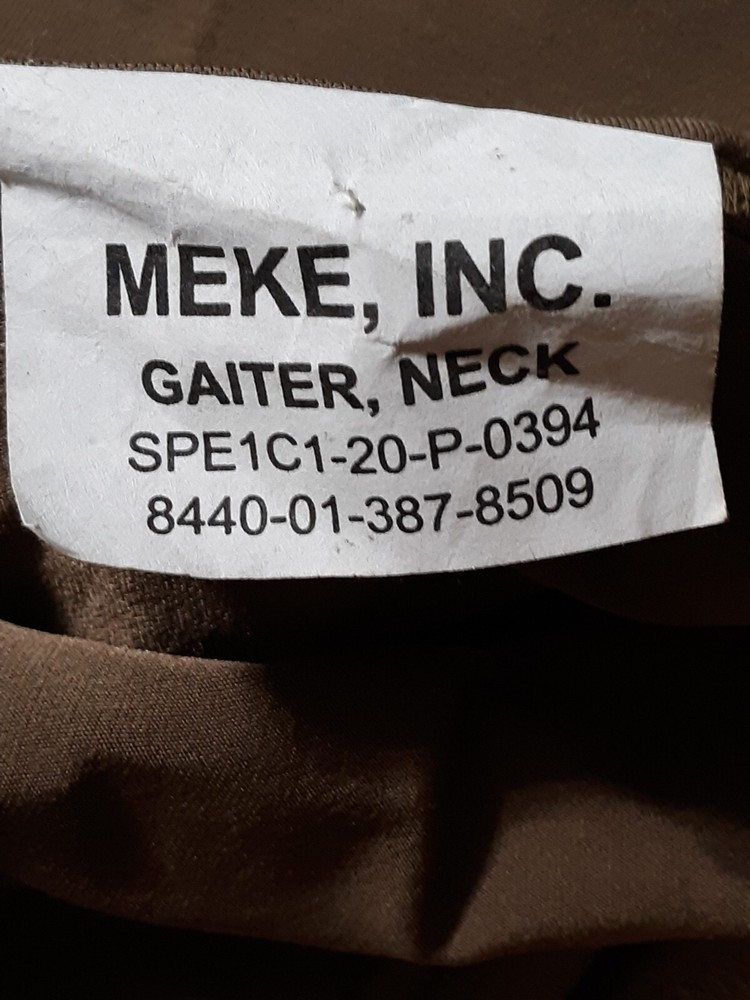 MEKE, INC.
GAITER, NECK
SPE1C1-20-P-0394
8440-01-387-8509